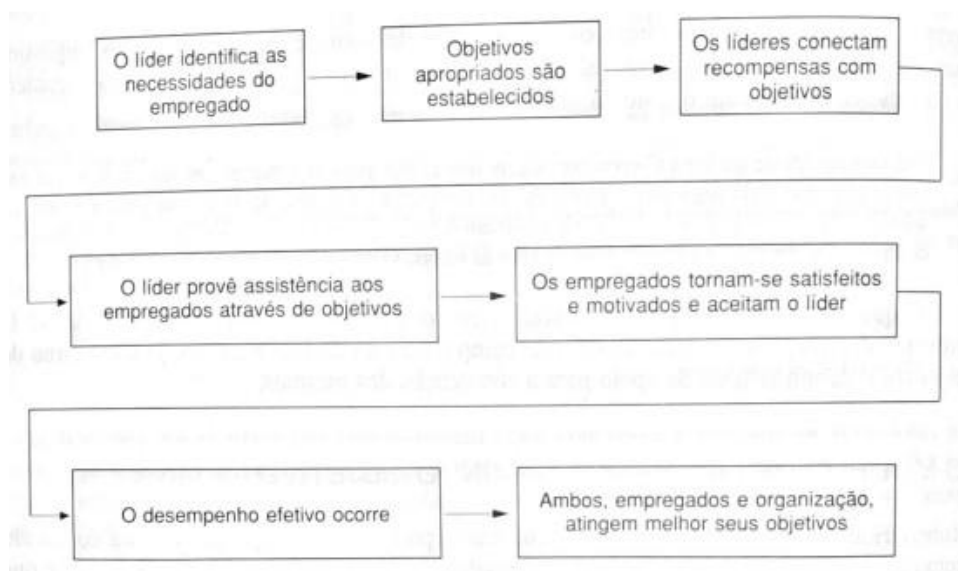 O líder identifica as
necessidades do
empregado
Objetivos
apropriados são
estabelecidos
Os líderes conectam
recompensas com
objetivos
O líder provê assistência aos
empregados através de objetivos
Os empregados tornam-se satisfeitos
e motivados e aceitam o líder
O desempenho efetivo ocorre
Ambos, empregados e organização,
atingem melhor seus objetivos